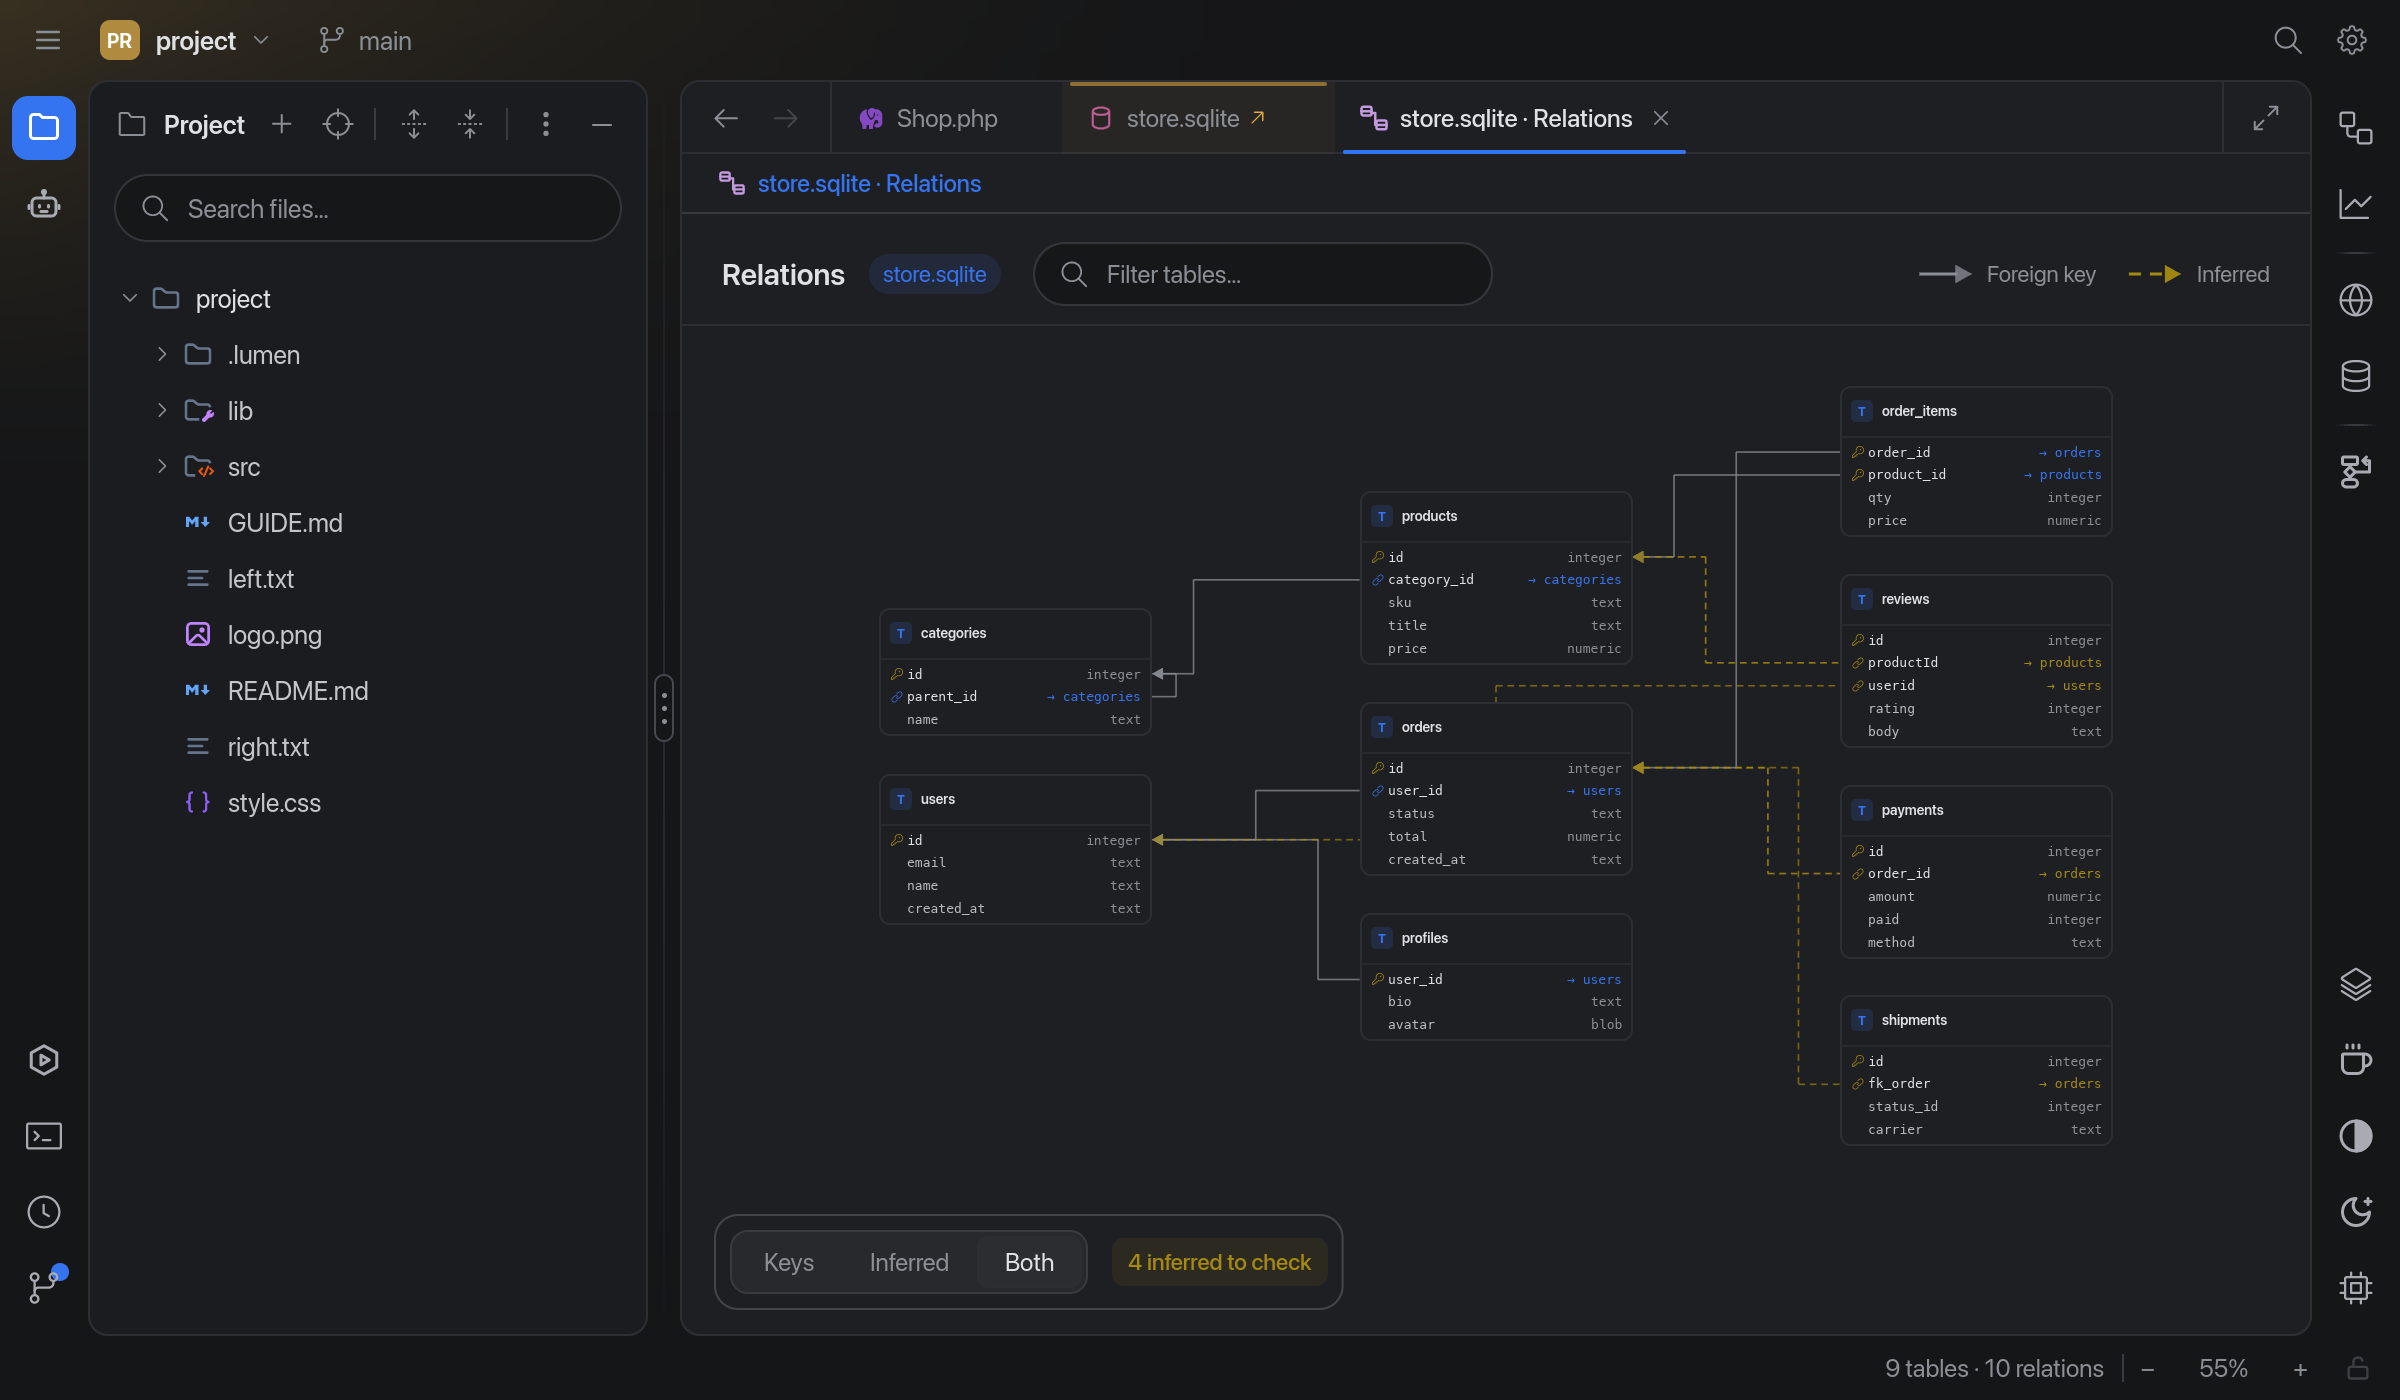 PR project main
Project
Search files...
project
.lumen
lib
src
GUIDE.md
left.txt
logo.png
README.md
right.txt
style.css
Shop.php
store.sqlite
store.sqlite · Relations
store.sqlite · Relations
Relations store.sqlite Filter tables... Foreign key Inferred
T categories
id integer
parent_id → categories
name text
T users
id integer
email text
name text
created_at text
T products
id integer
category_id → categories
sku text
title text
price numeric
T orders
id integer
user_id → users
status text
total numeric
created_at text
T profiles
user_id → users
bio text
avatar blob
T order_items
order_id → orders
product_id → products
qty integer
price numeric
T reviews
id integer
productId → products
userid → users
rating integer
body text
T payments
id integer
order_id → orders
amount numeric
paid integer
method text
T shipments
id integer
fk_order → orders
status_id integer
carrier text
Keys Inferred Both 4 inferred to check
9 tables · 10 relations − 55% +